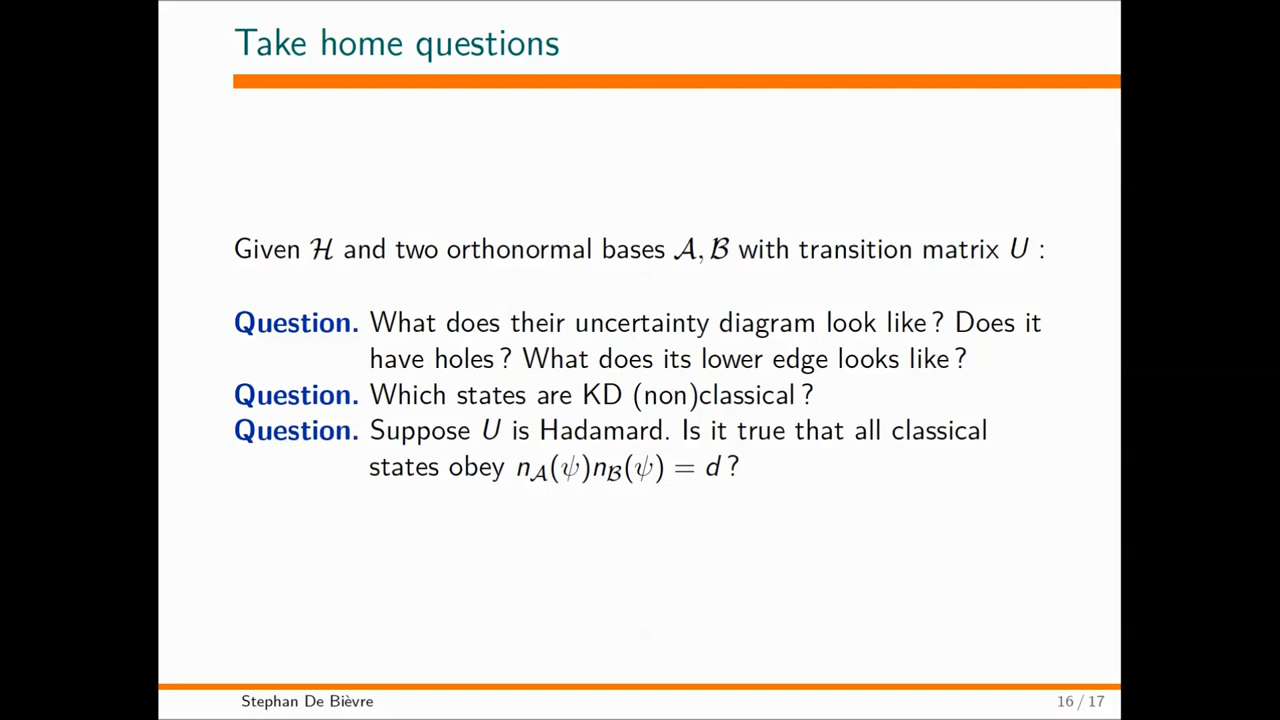 Take home questions
Given ℋ and two orthonormal bases 𝒜, ℬ with transition matrix U :
Question. What does their uncertainty diagram look like ? Does it
have holes ? What does its lower edge looks like ?
Question. Which states are KD (non)classical ?
Question. Suppose U is Hadamard. Is it true that all classical
states obey n_𝒜(ψ)n_ℬ(ψ) = d ?
Stephan De Bièvre
16 / 17